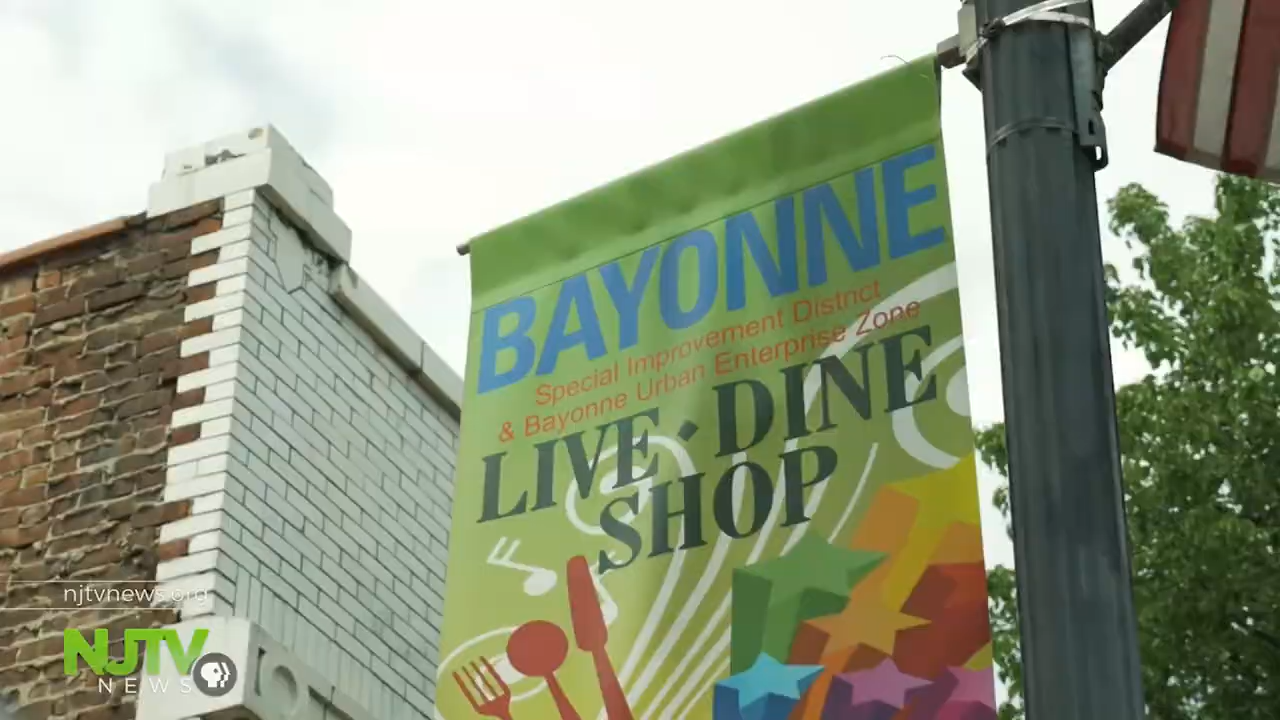 BAYONNE
Special Improvement District
& Bayonne Urban Enterprise Zone
LIVE · DINE
SHOP
njtvnews.org
NJTV
NEWS